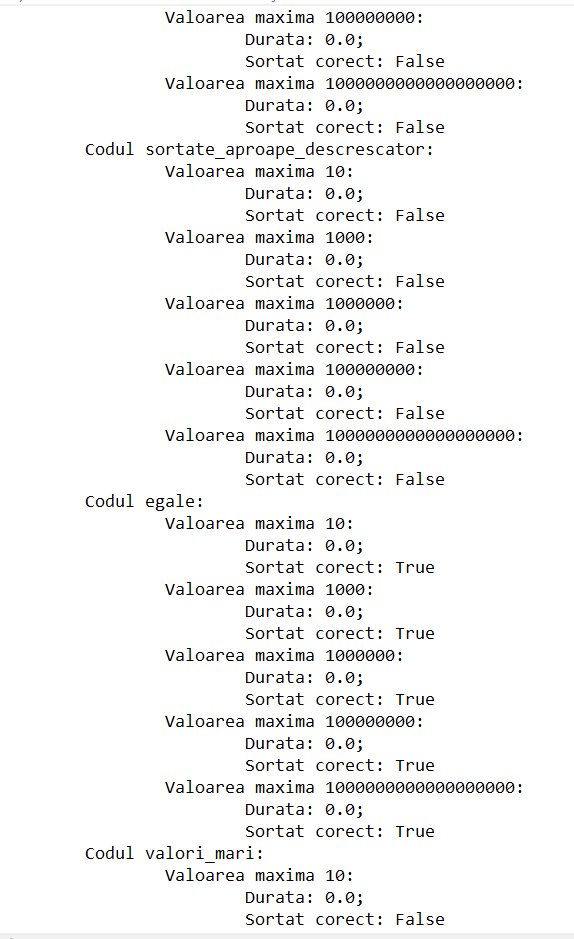 Valoarea maxima 100000000:
Durata: 0.0;
Sortat corect: False
Valoarea maxima 1000000000000000000:
Durata: 0.0;
Sortat corect: False
Codul sortate_aproape_descrescator:
Valoarea maxima 10:
Durata: 0.0;
Sortat corect: False
Valoarea maxima 1000:
Durata: 0.0;
Sortat corect: False
Valoarea maxima 1000000:
Durata: 0.0;
Sortat corect: False
Valoarea maxima 100000000:
Durata: 0.0;
Sortat corect: False
Valoarea maxima 1000000000000000000:
Durata: 0.0;
Sortat corect: False
Codul egale:
Valoarea maxima 10:
Durata: 0.0;
Sortat corect: True
Valoarea maxima 1000:
Durata: 0.0;
Sortat corect: True
Valoarea maxima 1000000:
Durata: 0.0;
Sortat corect: True
Valoarea maxima 100000000:
Durata: 0.0;
Sortat corect: True
Valoarea maxima 1000000000000000000:
Durata: 0.0;
Sortat corect: True
Codul valori_mari:
Valoarea maxima 10:
Durata: 0.0;
Sortat corect: False